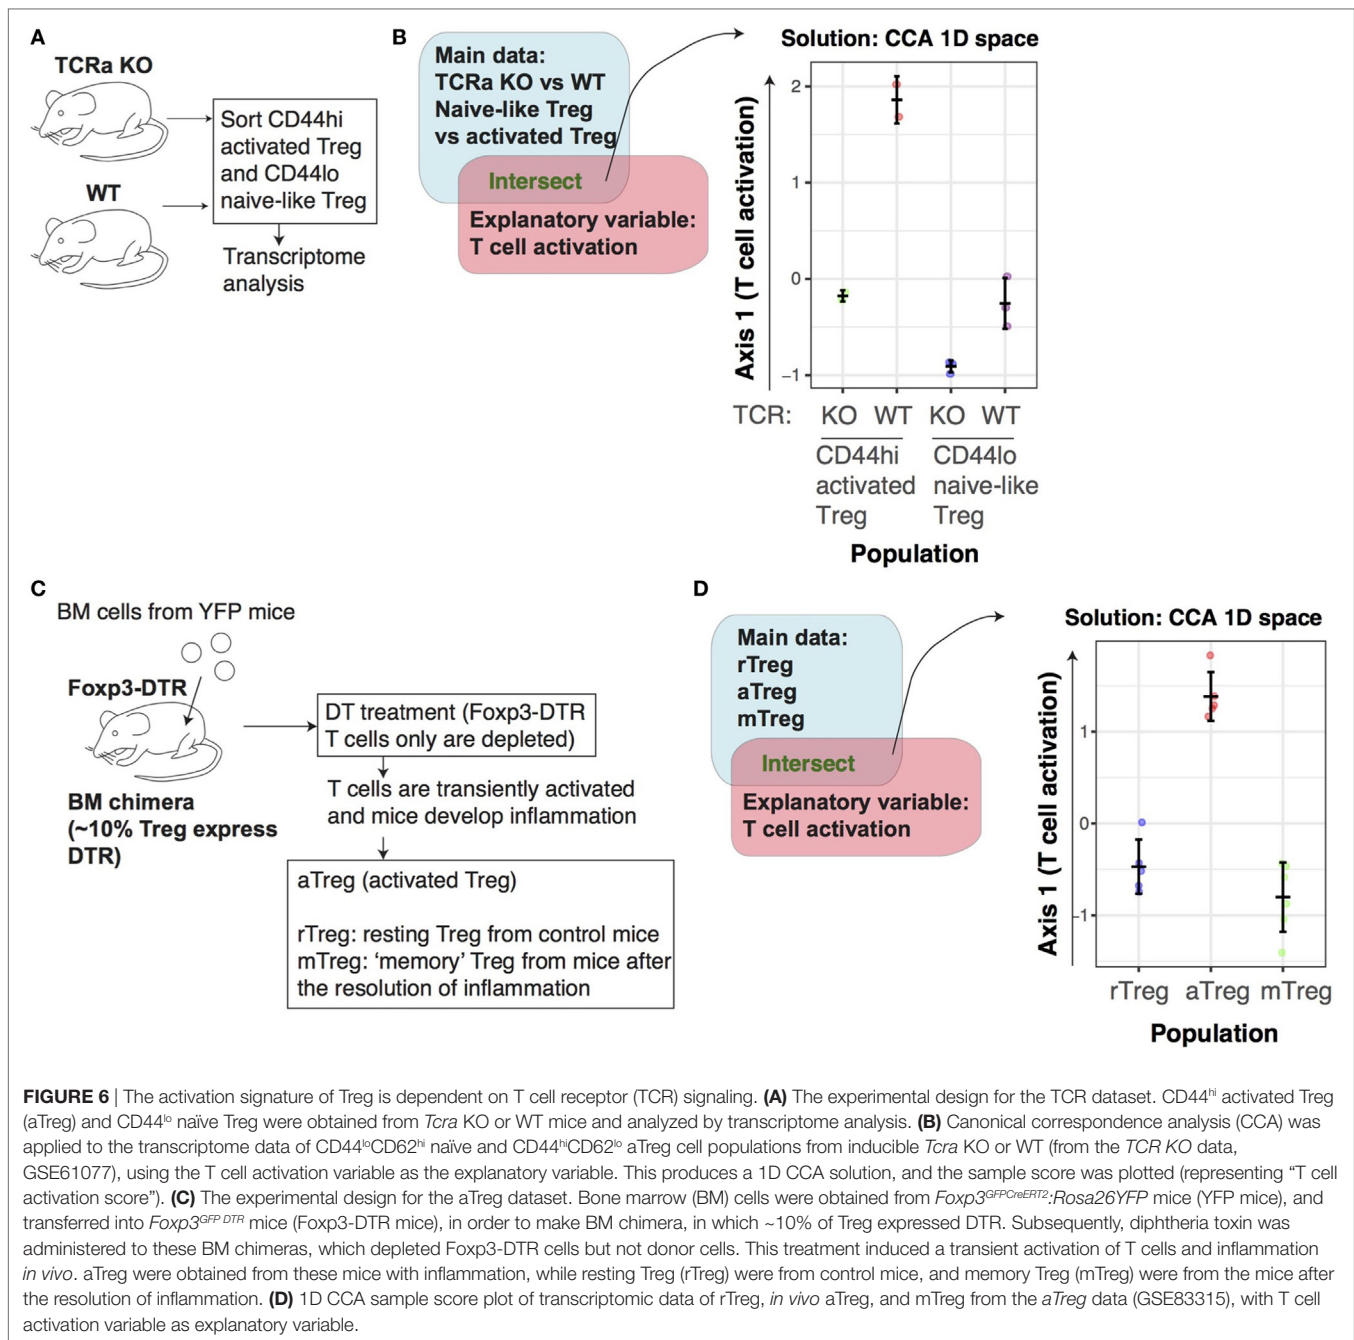 A
TCRa KO
WT
Sort CD44hi
activated Treg
and CD44lo
naive-like Treg
Transcriptome
analysis
B
Main data:
TCRa KO vs WT
Naive-like Treg
vs activated Treg
Intersect
Explanatory variable:
T cell activation
Solution: CCA 1D space
Axis 1 (T cell activation)
2
1
0
−1
TCR: KO WT KO WT
CD44hi
activated
Treg
CD44lo
naive-like
Treg
Population
C
BM cells from YFP mice
Foxp3-DTR
BM chimera
(~10% Treg express
DTR)
DT treatment (Foxp3-DTR
T cells only are depleted)
T cells are transiently activated
and mice develop inflammation
aTreg (activated Treg)
rTreg: resting Treg from control mice
mTreg: ‘memory’ Treg from mice after
the resolution of inflammation
D
Main data:
rTreg
aTreg
mTreg
Intersect
Explanatory variable:
T cell activation
Solution: CCA 1D space
Axis 1 (T cell activation)
1
0
−1
rTreg aTreg mTreg
Population
FIGURE 6 | The activation signature of Treg is dependent on T cell receptor (TCR) signaling. (A) The experimental design for the TCR dataset. CD44hi activated Treg
(aTreg) and CD44lo naïve Treg were obtained from Tcra KO or WT mice and analyzed by transcriptome analysis. (B) Canonical correspondence analysis (CCA) was
applied to the transcriptome data of CD44loCD62hi naïve and CD44hiCD62lo aTreg cell populations from inducible Tcra KO or WT (from the TCR KO data,
GSE61077), using the T cell activation variable as the explanatory variable. This produces a 1D CCA solution, and the sample score was plotted (representing “T cell
activation score”). (C) The experimental design for the aTreg dataset. Bone marrow (BM) cells were obtained from Foxp3GFPCreERT2:Rosa26YFP mice (YFP mice), and
transferred into Foxp3GFP DTR mice (Foxp3-DTR mice), in order to make BM chimera, in which ~10% of Treg expressed DTR. Subsequently, diphtheria toxin was
administered to these BM chimeras, which depleted Foxp3-DTR cells but not donor cells. This treatment induced a transient activation of T cells and inflammation
in vivo. aTreg were obtained from these mice with inflammation, while resting Treg (rTreg) were from control mice, and memory Treg (mTreg) were from the mice after
the resolution of inflammation. (D) 1D CCA sample score plot of transcriptomic data of rTreg, in vivo aTreg, and mTreg from the aTreg data (GSE83315), with T cell
activation variable as explanatory variable.